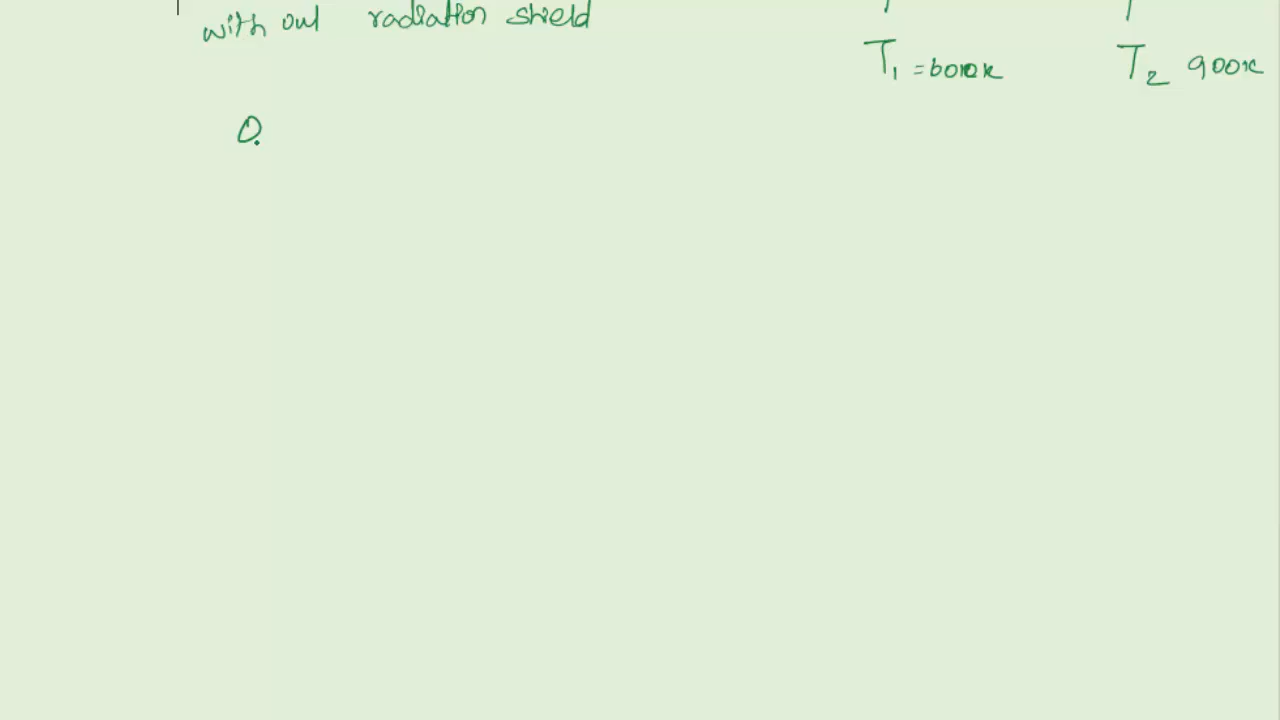 with out radiation shield
T₁ = 600k T₂ 900k
Q